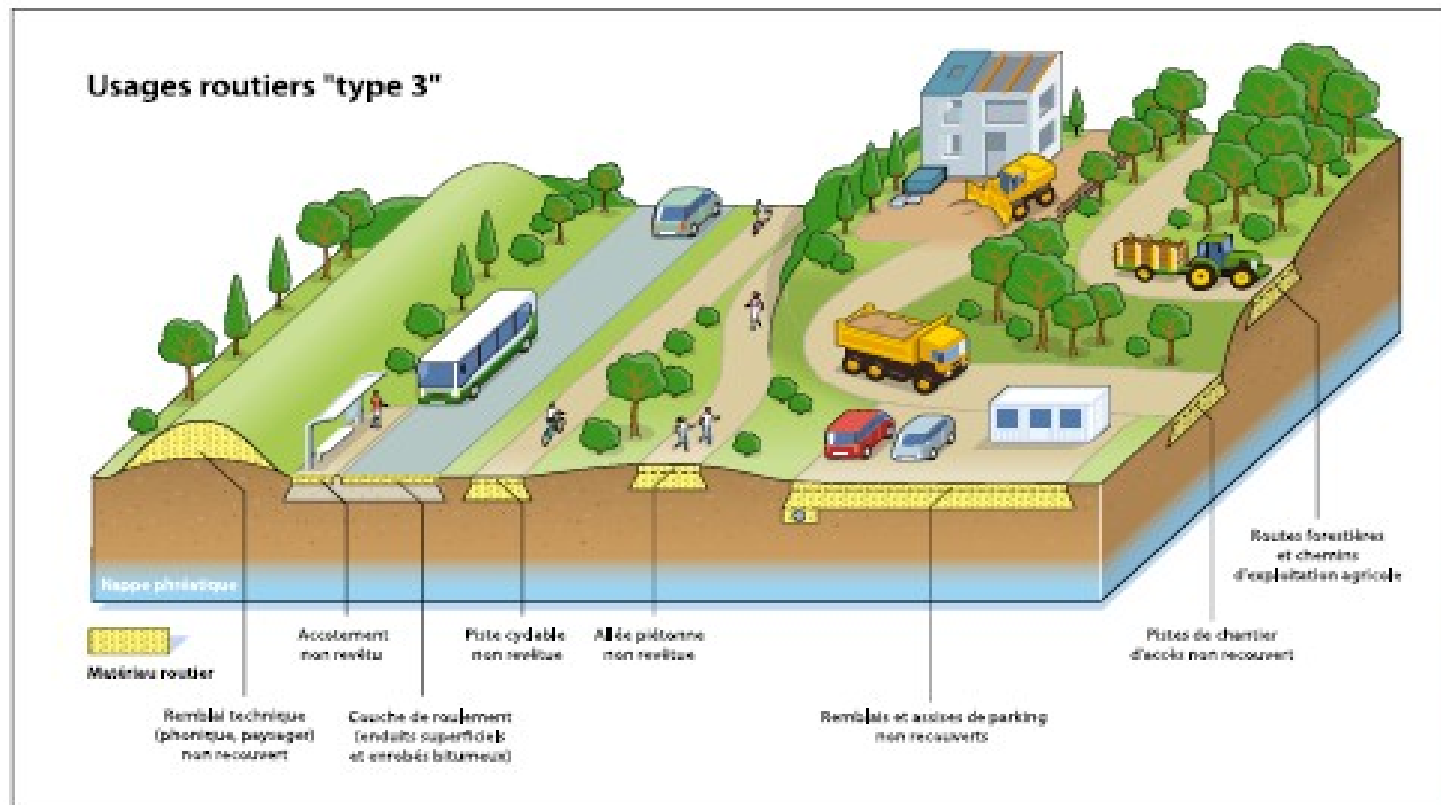 Usages routiers "type 3"
Nappe phréatique
Matériau routier
Accotement
non revêtu
Piste cyclable
non revêtue
Allée piétonne
non revêtue
Remblai technique
(phonique, paysager)
non recouvert
Couche de roulement
(enduits superficiels
et enrobés bitumeux)
Remblais et assises de parking
non recouverts
Pistes de chantier
d'accès non recouvert
Routes forestières
et chemins
d'exploitation agricole